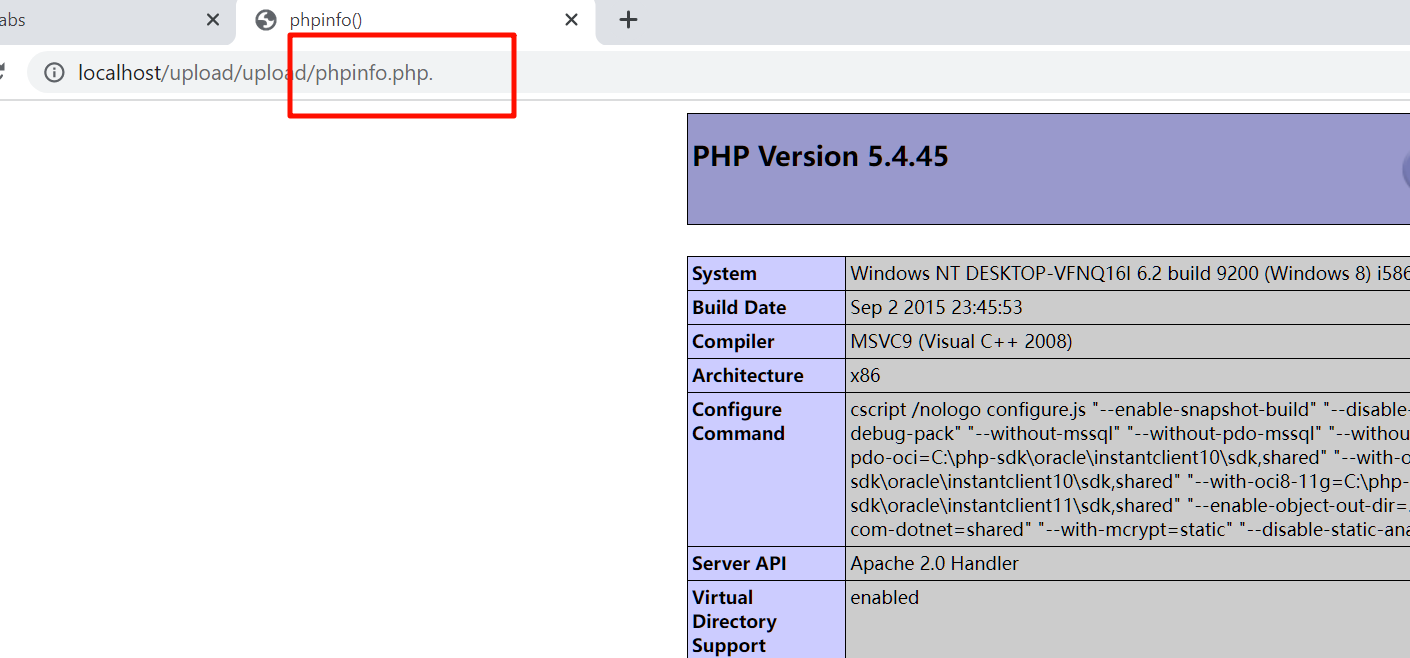 abs
phpinfo()
localhost/upload/upload/phpinfo.php.
PHP Version 5.4.45
System Windows NT DESKTOP-VFNQ16I 6.2 build 9200 (Windows 8) i586
Build Date Sep 2 2015 23:45:53
Compiler MSVC9 (Visual C++ 2008)
Architecture x86
Configure Command
cscript /nologo configure.js "--enable-snapshot-build" "--disable-
debug-pack" "--without-mssql" "--without-pdo-mssql" "--withou
pdo-oci=C:\php-sdk\oracle\instantclient10\sdk,shared" "--with-o
sdk\oracle\instantclient10\sdk,shared" "--with-oci8-11g=C:\php-
sdk\oracle\instantclient11\sdk,shared" "--enable-object-out-dir=.
com-dotnet=shared" "--with-mcrypt=static" "--disable-static-ana
Server API Apache 2.0 Handler
Virtual Directory Support enabled